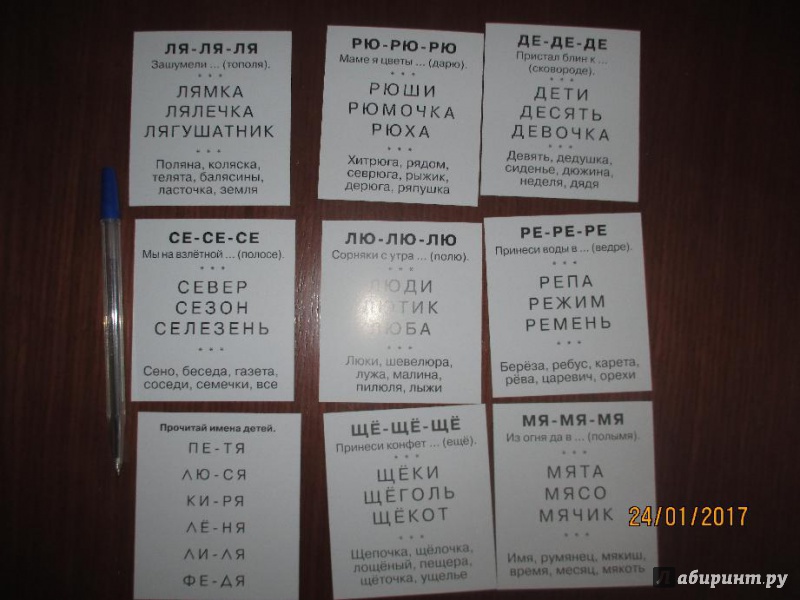 ЛЯ-ЛЯ-ЛЯ
Зашумели ... (тополя).
ЛЯМКА
ЛЯЛЕЧКА
ЛЯГУШАТНИК
Поляна, коляска,
телята, балясины,
ласточка, земля
РЮ-РЮ-РЮ
Маме я цветы ... (дарю).
РЮШИ
РЮМОЧКА
РЮХА
Хитрюга, рядом,
севрюга, рыжик,
дерюга, ряпушка
ДЕ-ДЕ-ДЕ
Пристал блин к ...
(сковороде).
ДЕТИ
ДЕСЯТЬ
ДЕВОЧКА
Девять, дедушка,
сиденье, дюжина,
неделя, дядя
СЕ-СЕ-СЕ
Мы на взлётной ... (полосе).
СЕВЕР
СЕЗОН
СЕЛЕЗЕНЬ
Сено, беседа, газета,
соседи, семечки, все
ЛЮ-ЛЮ-ЛЮ
Сорняки с утра ... (полю).
ЛЮДИ
ЛЮТИК
ЛЮБА
Люки, шевелюра,
лужа, малина,
пилюля, лыжи
РЕ-РЕ-РЕ
Принеси воды в ... (ведре).
РЕПА
РЕЖИМ
РЕМЕНЬ
Берёза, ребус, карета,
рёва, царевич, орехи
Прочитай имена детей.
ПЕ-ТЯ
ЛЮ-СЯ
КИ-РЯ
ЛЁ-НЯ
ЛИ-ЛЯ
ФЕ-ДЯ
ЩЁ-ЩЁ-ЩЁ
Принеси конфет ... (ещё).
ЩЁКИ
ЩЁГОЛЬ
ЩЁКОТ
Щепочка, щёлочка,
лощёный, пещера,
щёточка, ущелье
МЯ-МЯ-МЯ
Из огня да в ... (полымя).
МЯТА
МЯСО
МЯЧИК
Имя, румянец, мякиш,
время, месяц, мякоть
24/01/2017
Лабиринт.ру